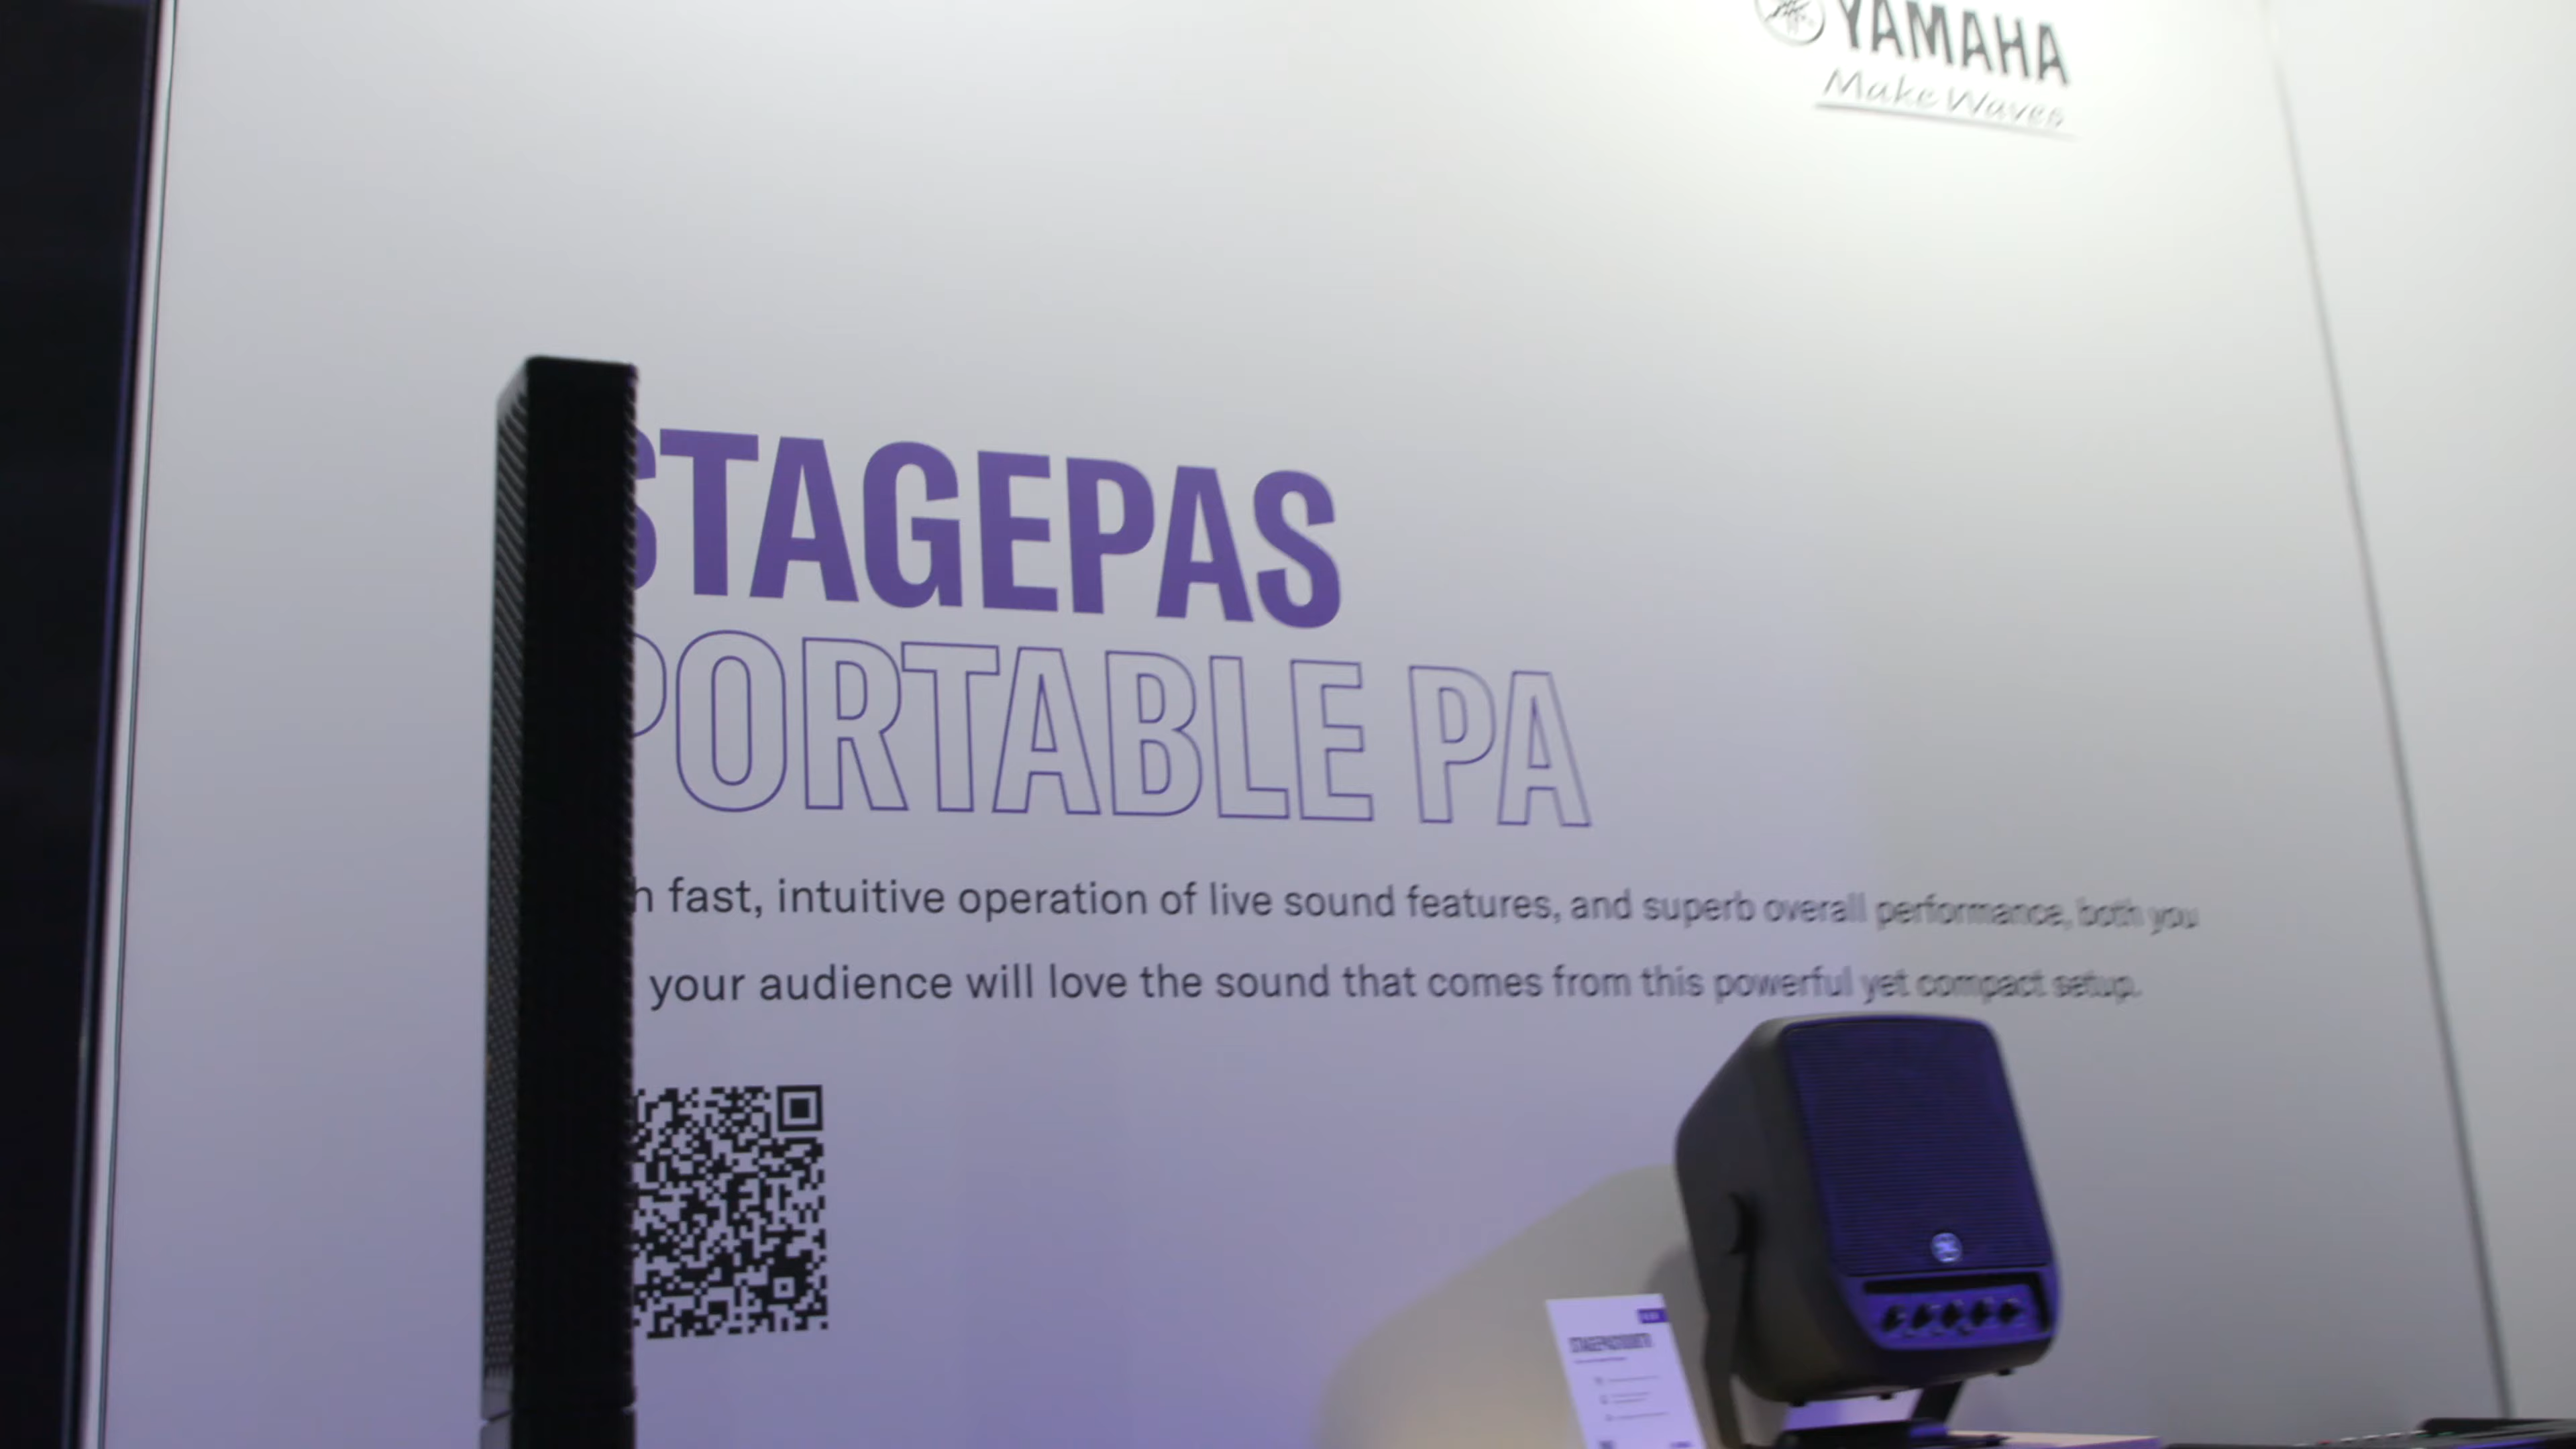 YAMAHA
Make Waves
STAGEPAS
PORTABLE PA
h fast, intuitive operation of live sound features, and superb overall performance, both you
your audience will love the sound that comes from this powerful yet compact setup.